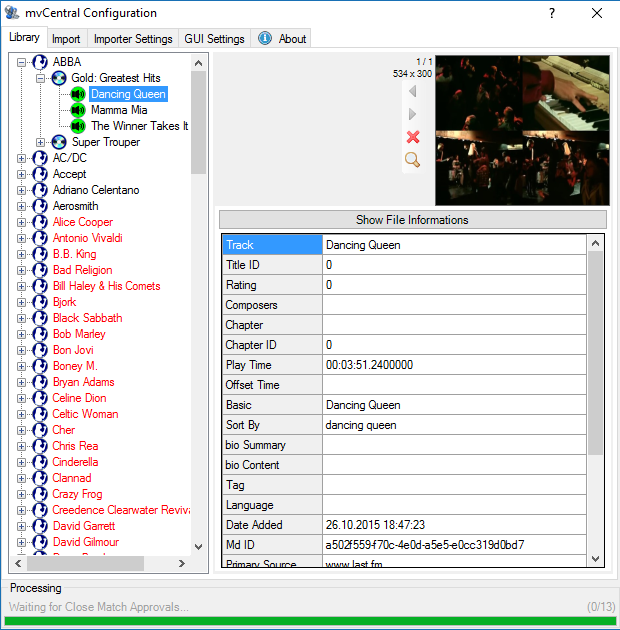 mvCentral Configuration
?
Library Import Importer Settings GUI Settings About
ABBA
Gold: Greatest Hits
Dancing Queen
Mamma Mia
The Winner Takes It
Super Trouper
AC/DC
Accept
Adriano Celentano
Aerosmith
Alice Cooper
Antonio Vivaldi
B.B. King
Bad Religion
Bill Haley & His Comets
Bjork
Black Sabbath
Bob Marley
Bon Jovi
Boney M.
Bryan Adams
Celine Dion
Celtic Woman
Cher
Chris Rea
Cinderella
Clannad
Crazy Frog
Creedence Clearwater Reviva
David Garrett
David Gilmour
1 / 1
534 x 300
Show File Informations
Track Dancing Queen
Title ID 0
Rating 0
Composers
Chapter
Chapter ID 0
Play Time 00:03:51.2400000
Offset Time
Basic Dancing Queen
Sort By dancing queen
bio Summary
bio Content
Tag
Language
Date Added 26.10.2015 18:47:23
Md ID a502f559-f70c-4e0d-a5e5-e0cc319d0bd7
Primary Source www.last.fm
Processing
Waiting for Close Match Approvals... (0/13)